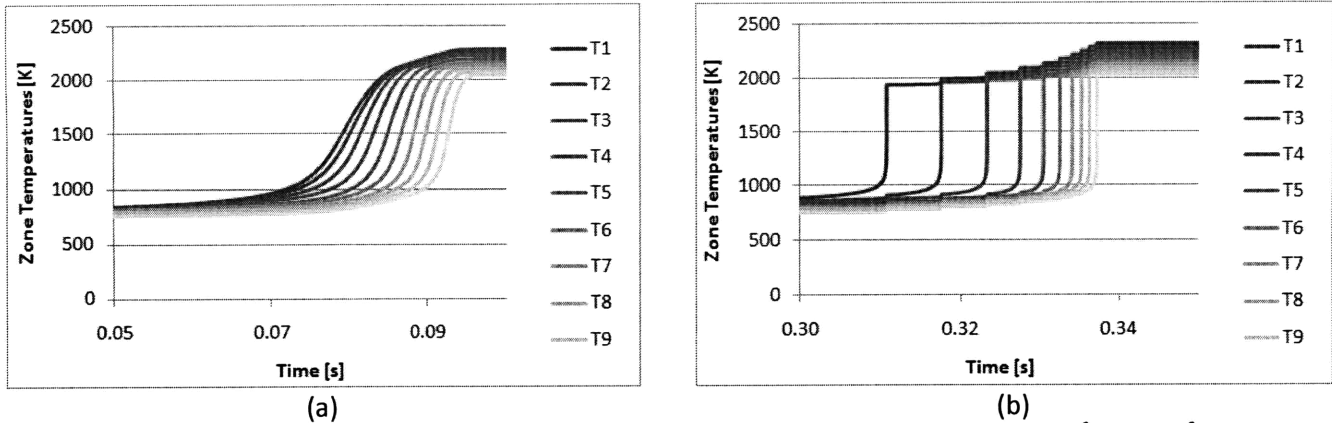 Zone Temperatures [K]
2500
2000
1500
1000
500
0
0.05
0.07
0.09
Time [s]
T1
T2
T3
T4
T5
T6
T7
T8
T9
(a)
Zone Temperatures [K]
2500
2000
1500
1000
500
0
0.30
0.32
0.34
Time [s]
T1
T2
T3
T4
T5
T6
T7
T8
T9
(b)